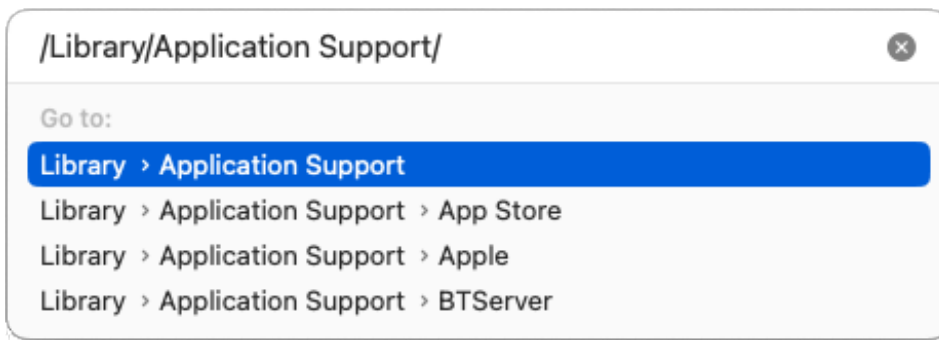 /Library/Application Support/
Go to:
Library › Application Support
Library › Application Support › App Store
Library › Application Support › Apple
Library › Application Support › BTServer